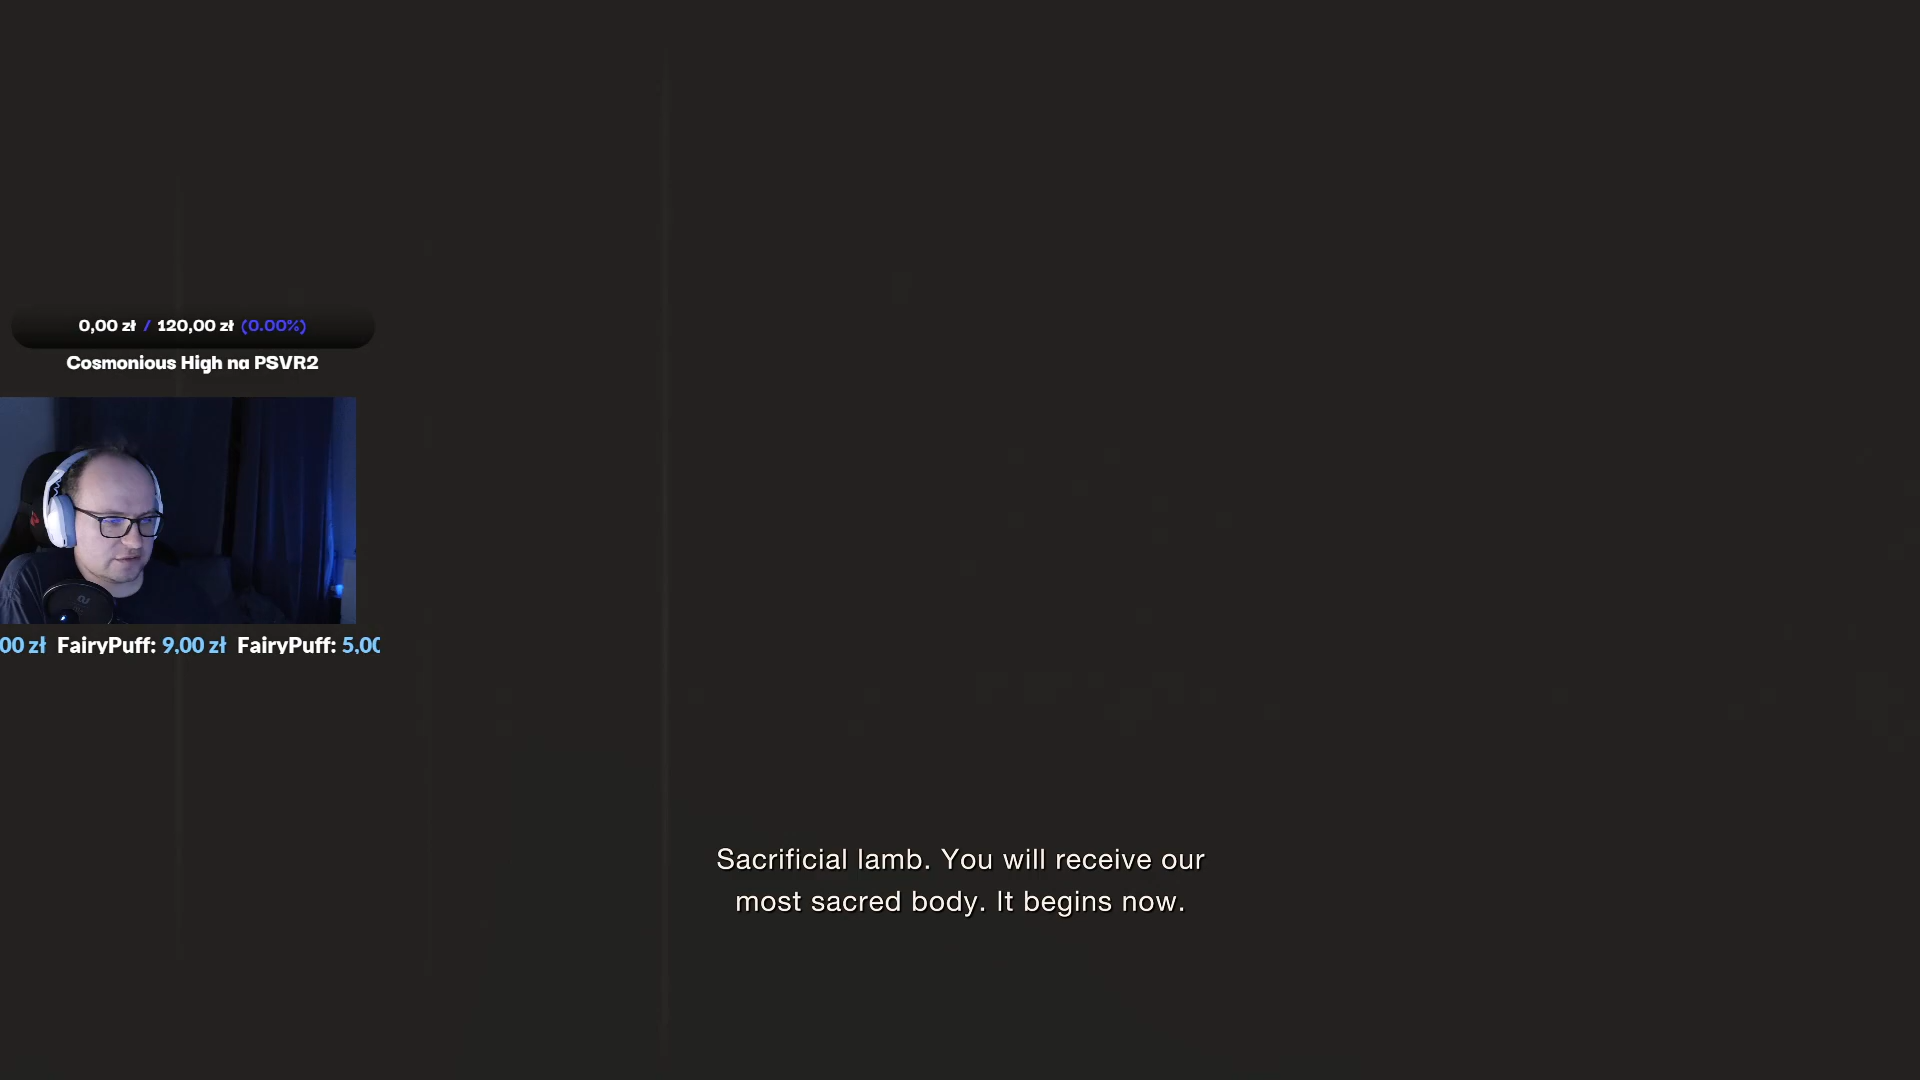 0,00 zł / 120,00 zł (0.00%)
Cosmonious High na PSVR2
00 zł FairyPuff: 9,00 zł FairyPuff: 5,00
Sacrificial lamb. You will receive our
most sacred body. It begins now.